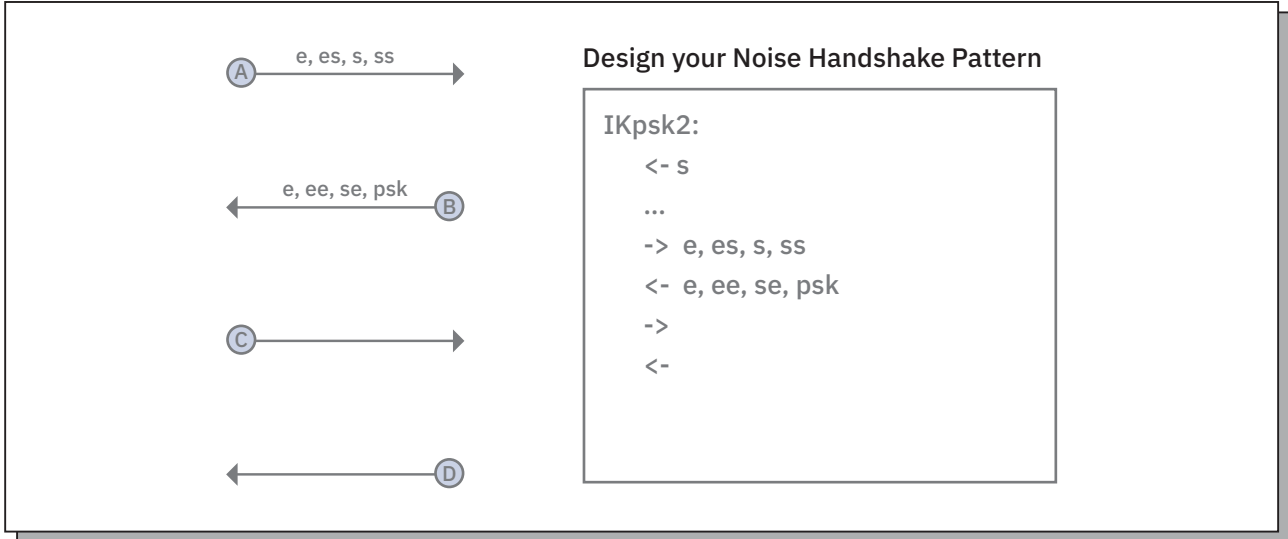 A
e, es, s, ss
e, ee, se, psk
B
C
D
Design your Noise Handshake Pattern
IKpsk2:
<- s
...
-> e, es, s, ss
<- e, ee, se, psk
->
<-